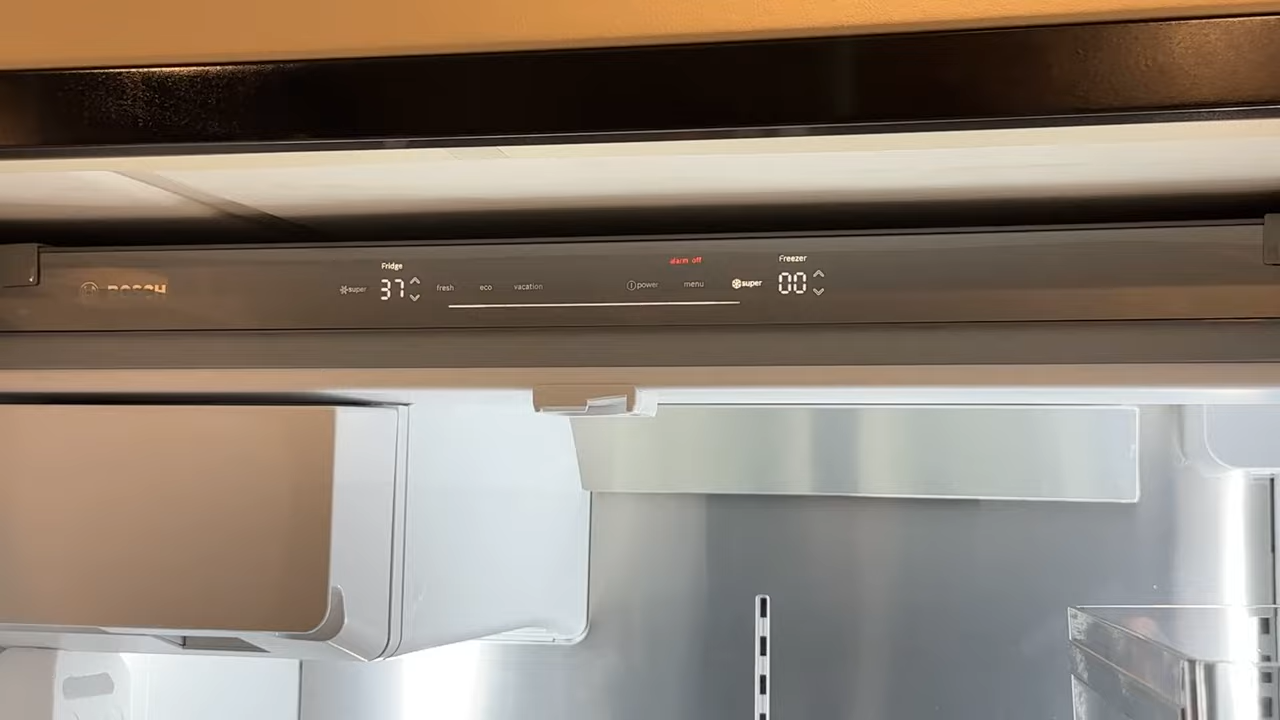 BOSCH
Fridge
super
37
fresh
eco
vacation
alarm off
power
menu
super
Freezer
00